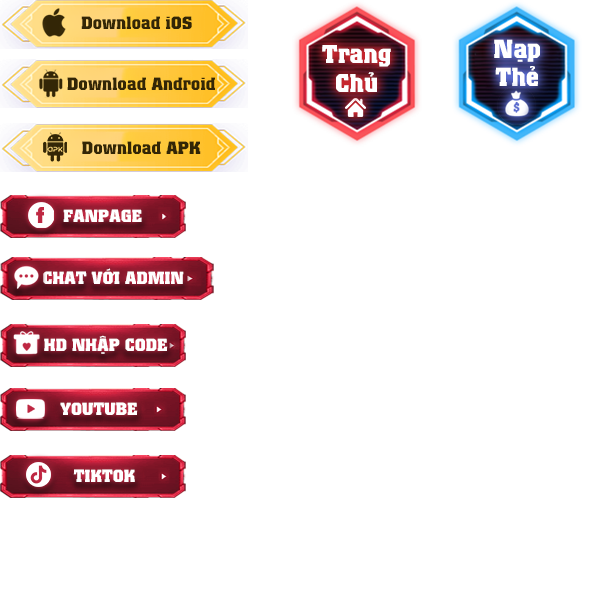 Download iOS
Download Android
APK
Download APK
FANPAGE
CHAT VỚI ADMIN
HD NHẬP CODE
YOUTUBE
TIKTOK
Trang
Chủ
Nạp
Thẻ